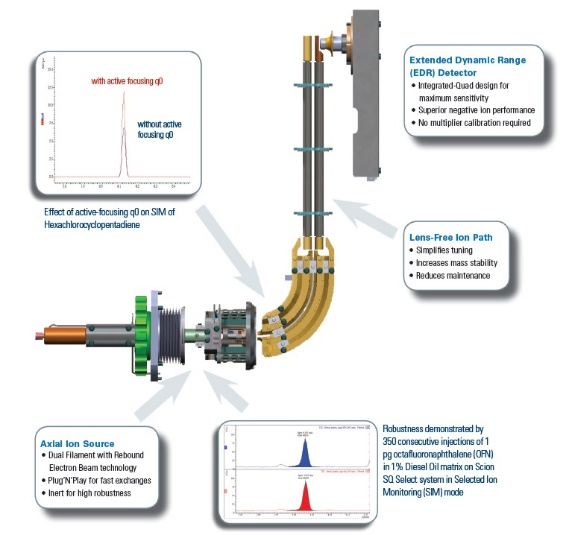 with active focusing q0
without active
focusing q0
Effect of active-focusing q0 on SIM of
Hexachlorocyclopentadiene
Extended Dynamic Range
(EDR) Detector
• Integrated-Quad design for
maximum sensitivity
• Superior negative ion performance
• No multiplier calibration required
Lens-Free Ion Path
• Simplifies tuning
• Increases mass stability
• Reduces maintenance
Axial Ion Source
• Dual Filament with Rebound
Electron Beam technology
• Plug'N'Play for fast exchanges
• Inert for high robustness
Robustness demonstrated by
350 consecutive injections of 1
pg octafluoronaphthalene (OFN)
in 1% Diesel Oil matrix on Scion
SQ Select system in Selected Ion
Monitoring (SIM) mode